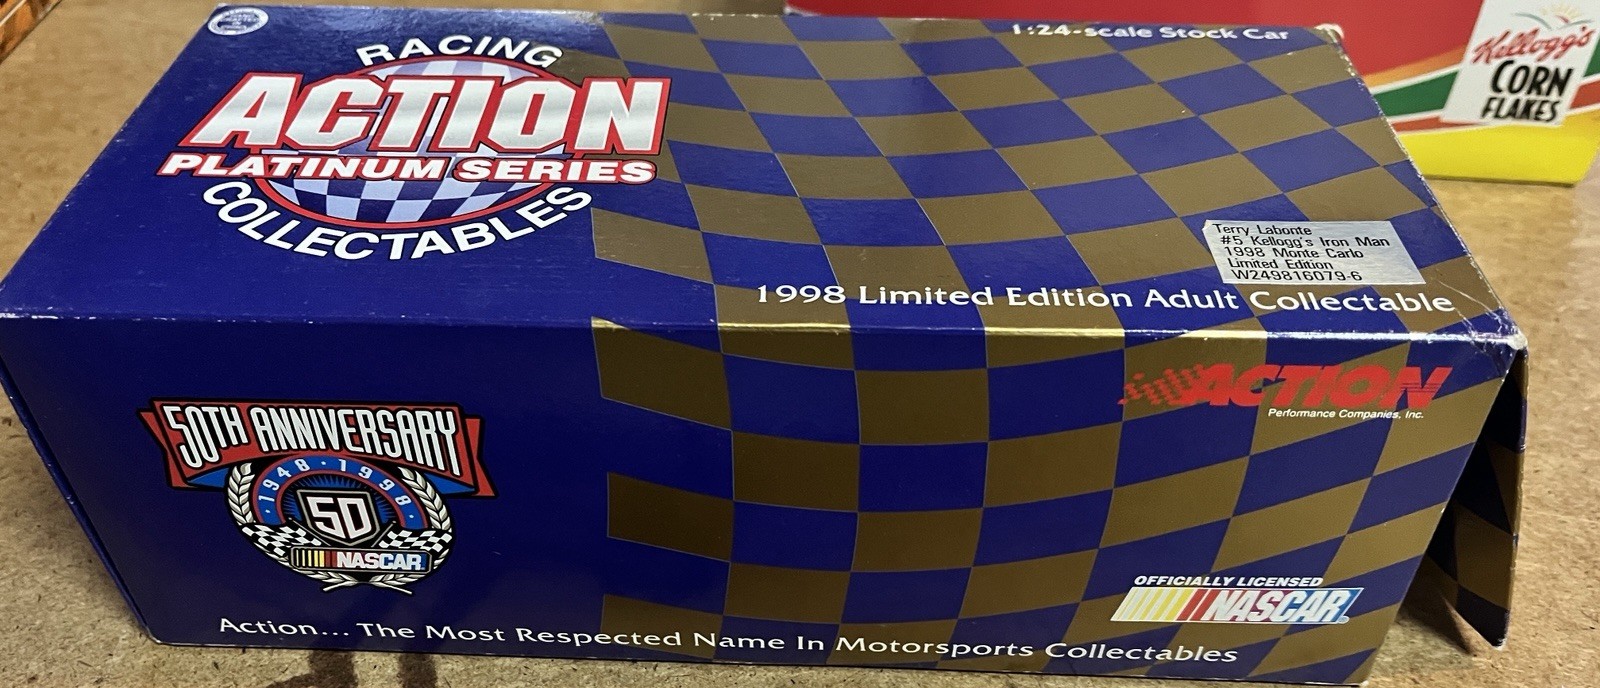 RACING
ACTION
PLATINUM SERIES
COLLECTABLES
1:24-scale Stock Car
Kellogg's
CORN
FLAKES
Terry Labonte
#5 Kellogg's Iron Man
1998 Monte Carlo
Limited Edition
W249816079-6
1998 Limited Edition Adult Collectable
ACTION
Performance Companies, Inc.
50TH ANNIVERSARY
1948·1998
50
NASCAR
OFFICIALLY LICENSED
NASCAR
Action... The Most Respected Name In Motorsports Collectables